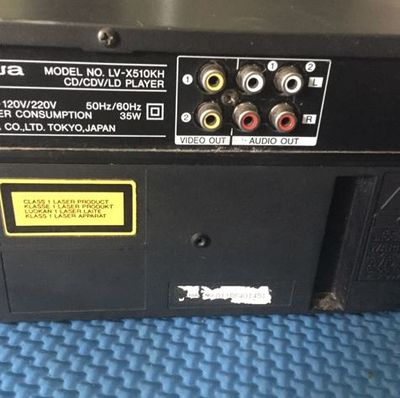 MODEL NO. LV-X510KH
CD/CDV/LD PLAYER
120V/220V 50Hz/60Hz
CONSUMPTION 35W
CO.,LTD. TOKYO,JAPAN
1 1 2
L
2 R
VIDEO OUT AUDIO OUT
CLASS 1 LASER PRODUCT
KLASSE 1 LASER PRODUKT
LUOKAN 1 LASER LAITE
KLASS 1 LASER APPARAT